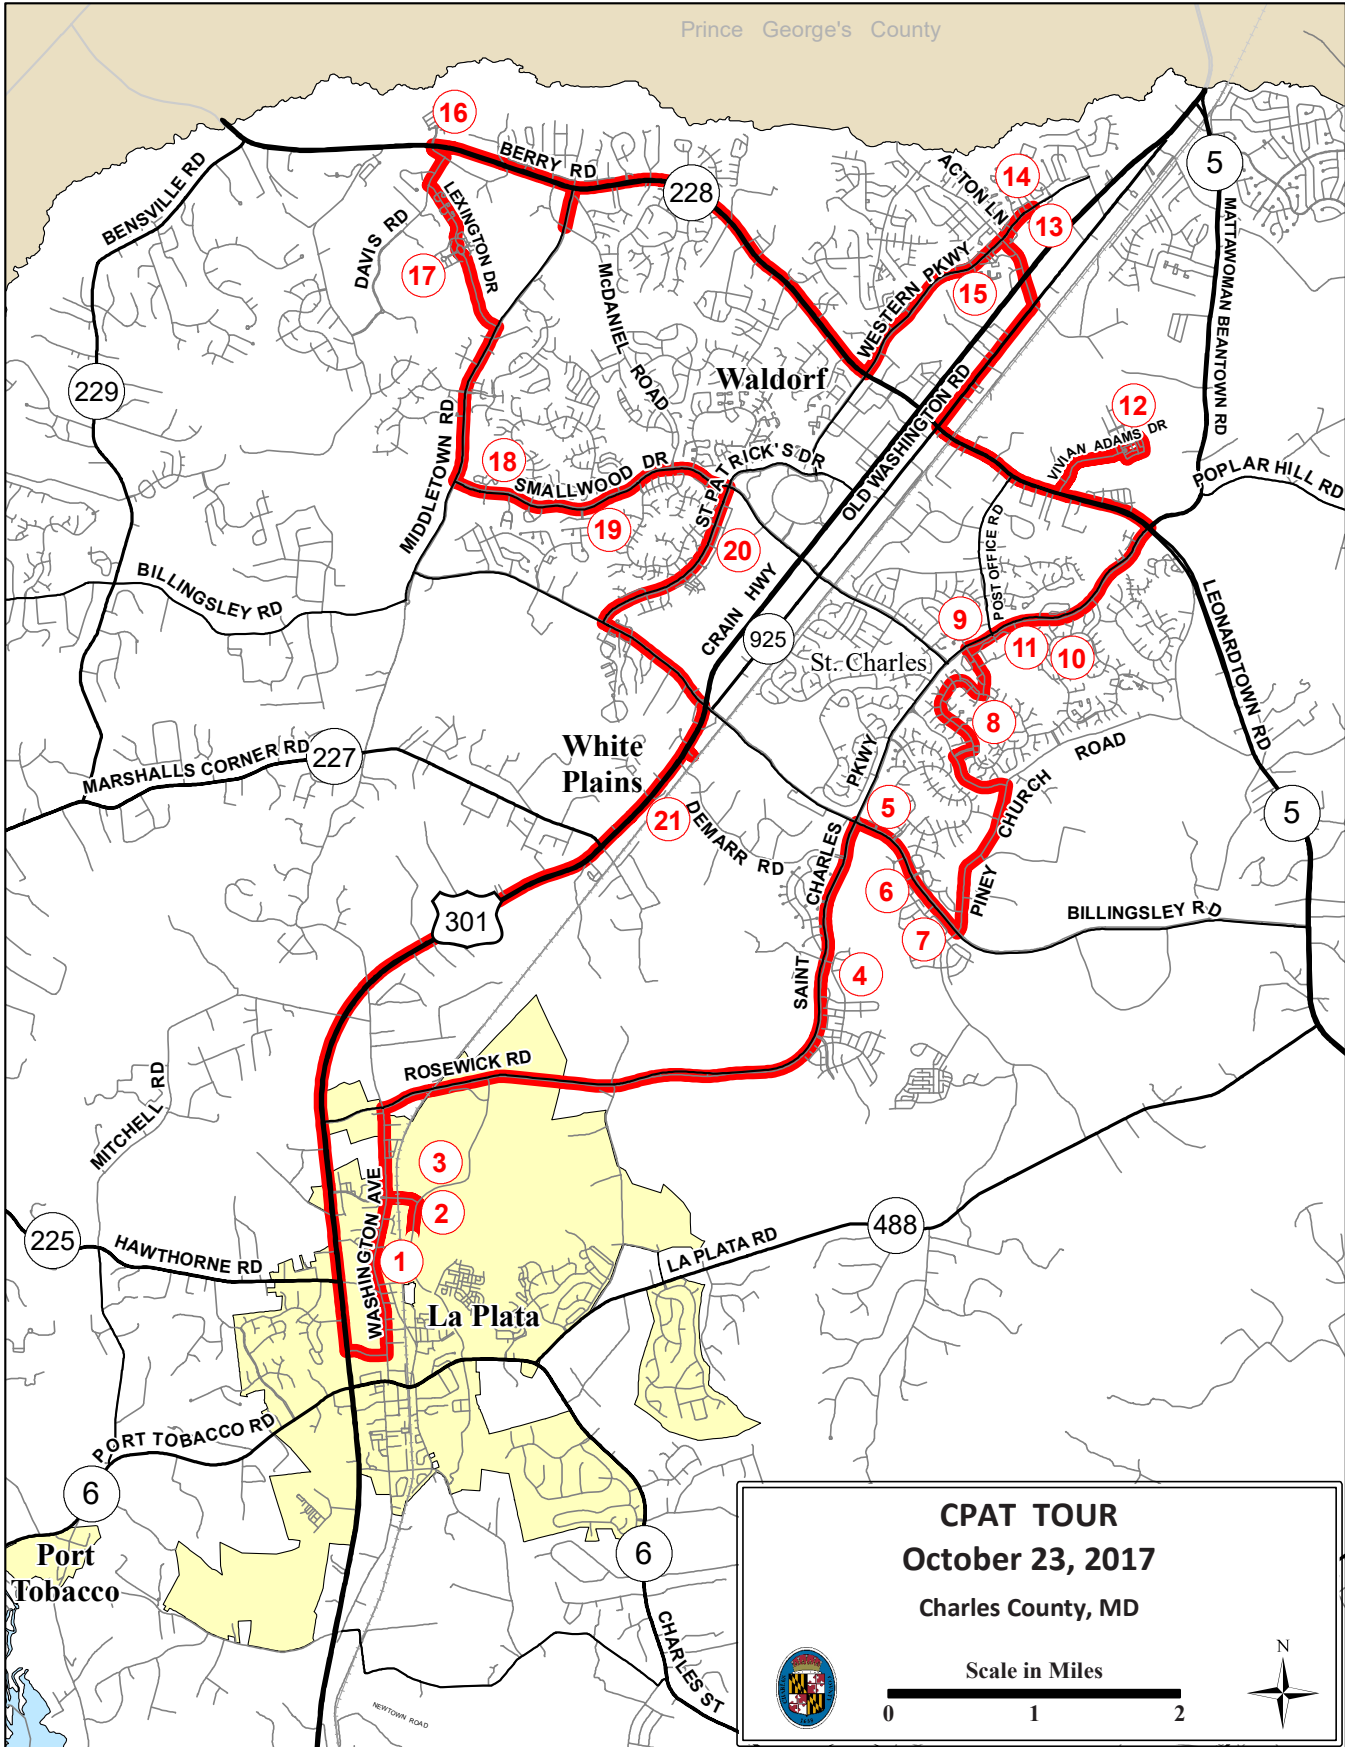 Prince George's County
16
BERRY RD
228
ACTON LN
14
13
5
BENSVILLE RD
LEXINGTON DR
DAVIS RD
17
McDANIEL ROAD
WESTERN PKWY
15
MATTAWOMAN BEANTOWN RD
229
Waldorf
OLD WASHINGTON RD
12
VIVIAN ADAMS DR
POPLAR HILL RD
MIDDLETOWN RD
18
SMALLWOOD DR
ST PATRICK'S DR
19
20
POST OFFICE RD
BILLINGSLEY RD
CRAIN HWY
925
St. Charles
9
11
10
LEONARDTOWN RD
8
MARSHALLS CORNER RD
227
White
Plains
PKWY
PINEY CHURCH ROAD
21
DEMARR RD
5
5
SAINT CHARLES
6
7
BILLINGSLEY RD
301
4
ROSEWICK RD
MITCHELL RD
3
2
WASHINGTON AVE
1
225
HAWTHORNE RD
LA PLATA RD
488
La Plata
PORT TOBACCO RD
6
Port
Tobacco
6
CHARLES ST
NEWTOWN ROAD
CPAT TOUR
October 23, 2017
Charles County, MD
Scale in Miles
0 1 2
N